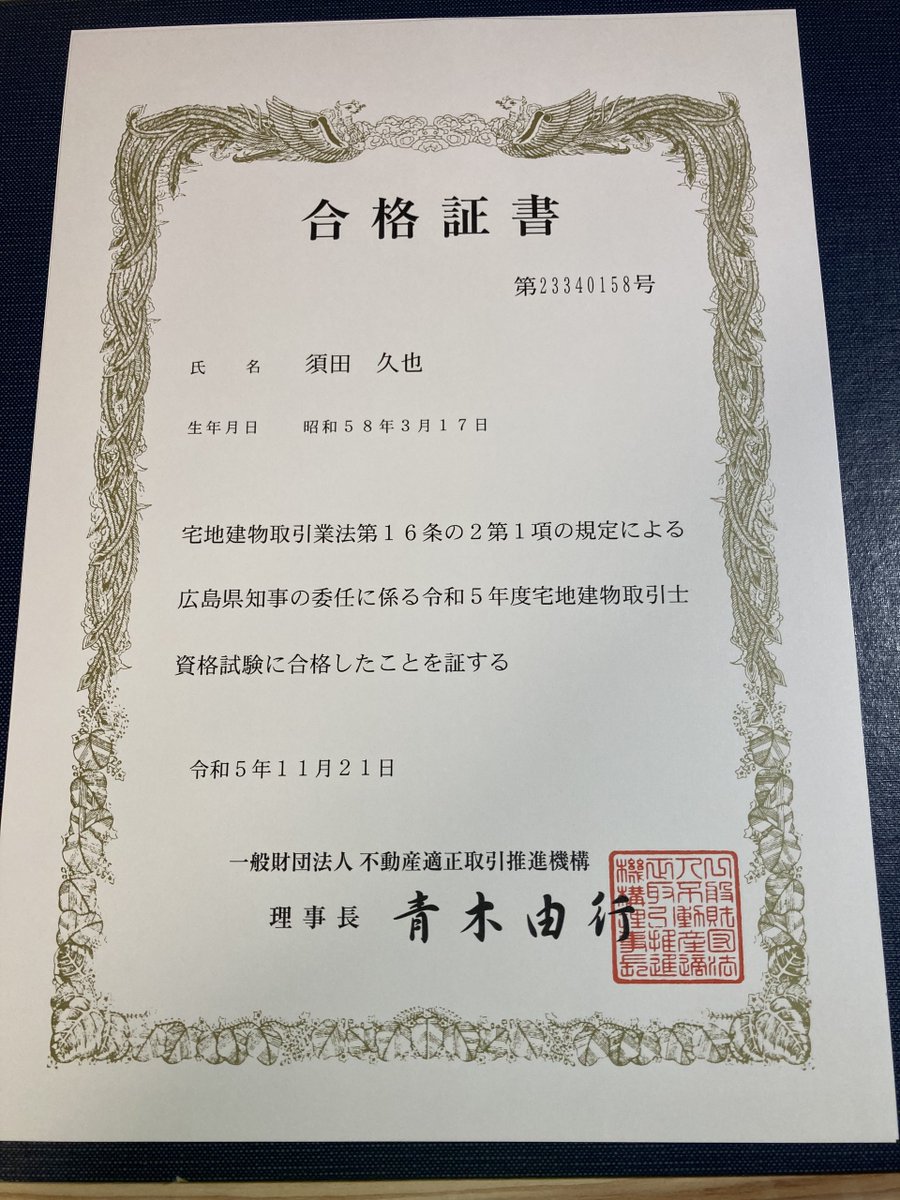 合格証書
第23340158号
氏　名　須田　久也
生年月日　昭和５８年３月１７日
宅地建物取引業法第１６条の２第１項の規定による
広島県知事の委任に係る令和５年度宅地建物取引士
資格試験に合格したことを証する
令和５年１１月２１日
一般財団法人 不動産適正取引推進機構
理事長　青木由行